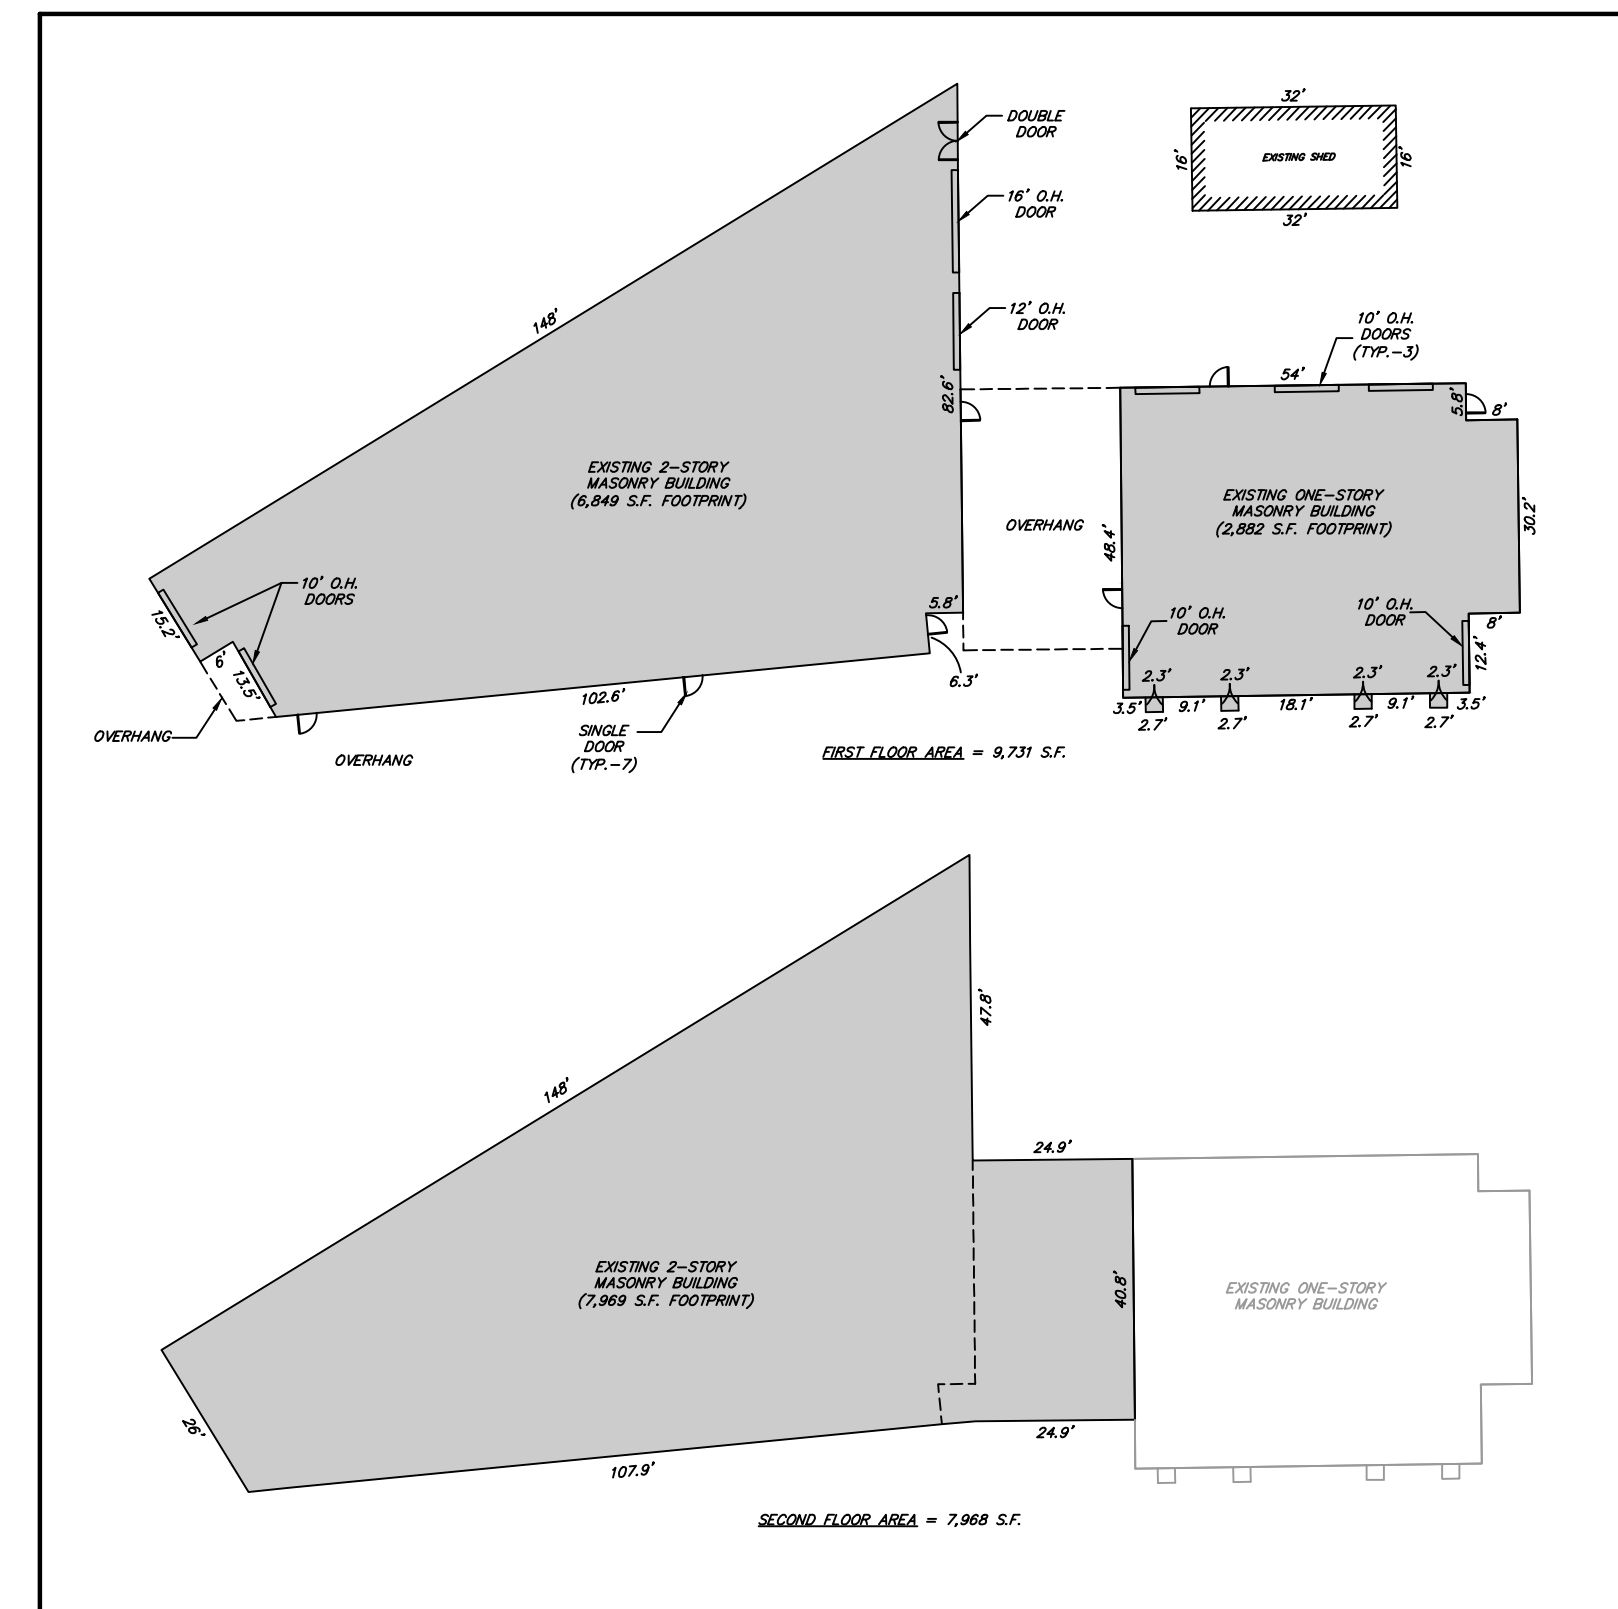 32'
16'
EXISTING SHED
16'
32'
DOUBLE
DOOR
16' O.H.
DOOR
148'
12' O.H.
DOOR
82.6'
10' O.H.
DOORS
(TYP.-3)
54'
5.8'
8'
EXISTING 2-STORY
MASONRY BUILDING
(6,849 S.F. FOOTPRINT)
EXISTING ONE-STORY
MASONRY BUILDING
(2,882 S.F. FOOTPRINT)
OVERHANG
48.4'
30.2'
10' O.H.
DOORS
15.2'
6'
13.5'
5.8'
6.3'
10' O.H.
DOOR
10' O.H.
DOOR
8'
12.4'
102.6'
2.3'
2.3'
2.3'
2.3'
3.5'
9.1'
18.1'
9.1'
3.5'
2.7'
2.7'
2.7'
2.7'
OVERHANG
OVERHANG
SINGLE
DOOR
(TYP.-7)
FIRST FLOOR AREA = 9,731 S.F.
148'
47.8'
24.9'
EXISTING 2-STORY
MASONRY BUILDING
(7,969 S.F. FOOTPRINT)
40.8'
EXISTING ONE-STORY
MASONRY BUILDING
26'
107.9'
24.9'
SECOND FLOOR AREA = 7,968 S.F.